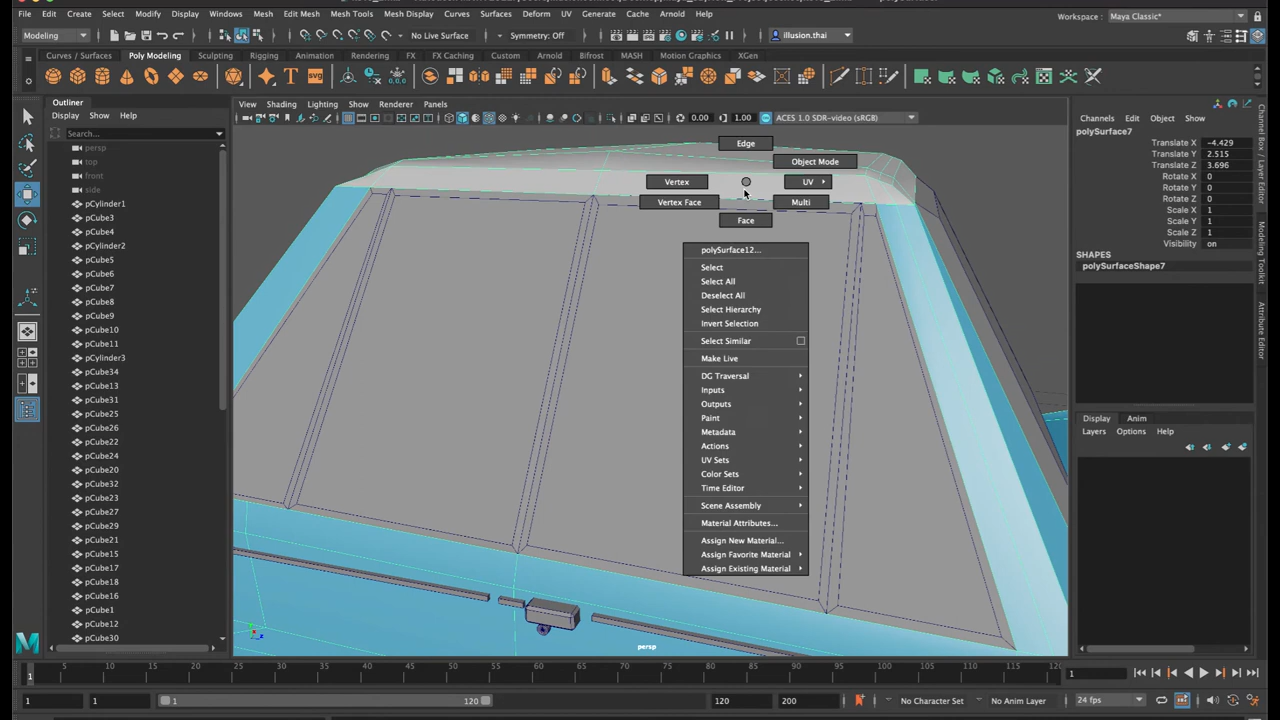 File Edit Create Select Modify Display Windows Mesh Edit Mesh Mesh Tools Mesh Display Curves Surfaces Deform UV Generate Cache Arnold Help
Workspace : Maya Classic*
Modeling No Live Surface Symmetry: Off illusion.thai
Curves / Surfaces Poly Modeling Sculpting Rigging Animation Rendering FX FX Caching Custom Arnold Bifrost MASH Motion Graphics XGen
Outliner
Display Show Help
Search...
persp
top
front
side
pCylinder1
pCube3
pCube4
pCylinder2
pCube5
pCube6
pCube7
pCube8
pCube9
pCube10
pCube11
pCylinder3
pCube34
pCube13
pCube31
pCube25
pCube26
pCube22
pCube24
pCube20
pCube32
pCube23
pCube27
pCube29
pCube21
pCube15
pCube17
pCube18
pCube16
pCube1
pCube12
pCube30
View Shading Lighting Show Renderer Panels
0.00 1.00 ACES 1.0 SDR-video (sRGB)
Edge
Object Mode
Vertex UV
Vertex Face Multi
Face
polySurface12...
Select
Select All
Deselect All
Select Hierarchy
Invert Selection
Select Similar
Make Live
DG Traversal
Inputs
Outputs
Paint
Metadata
Actions
UV Sets
Color Sets
Time Editor
Scene Assembly
Material Attributes...
Assign New Material...
Assign Favorite Material
Assign Existing Material
persp
Channels Edit Object Show
polySurface7
Translate X -4.429
Translate Y 2.515
Translate Z 3.696
Rotate X 0
Rotate Y 0
Rotate Z 0
Scale X 1
Scale Y 1
Scale Z 1
Visibility on
SHAPES
polySurfaceShape7
Display Anim
Layers Options Help
Channel Box / Layer Editor
Modeling Toolkit
Attribute Editor
5 10 15 20 25 30 35 40 45 50 55 60 65 70 75 80 85 90 95 100 105 110 115 120
1 1
1 1 1 120 120 200 No Character Set No Anim Layer 24 fps